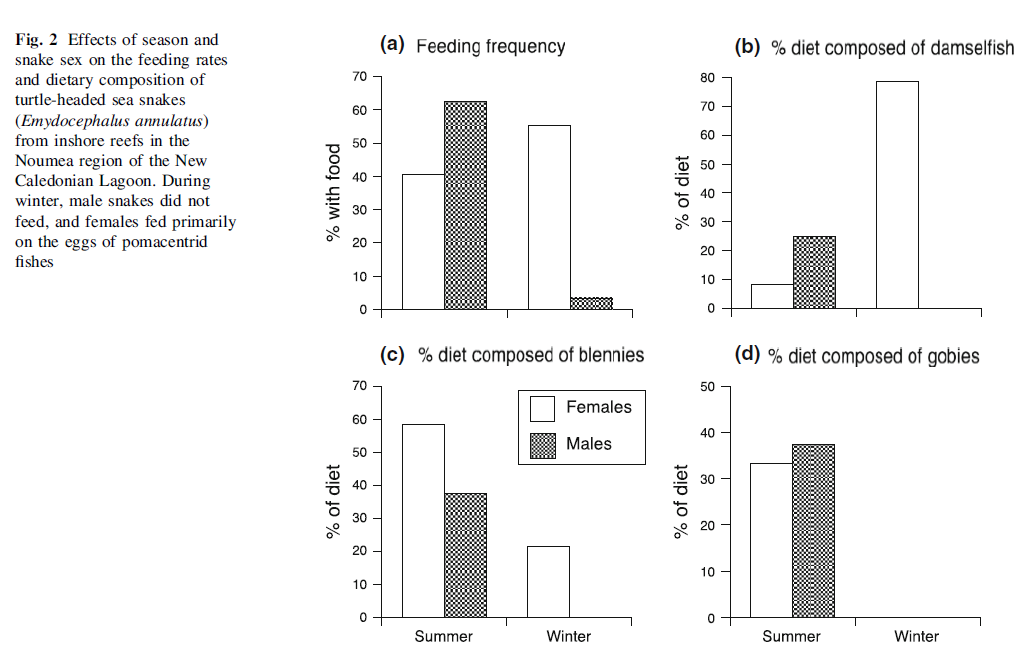 Fig. 2 Effects of season and
snake sex on the feeding rates
and dietary composition of
turtle-headed sea snakes
(Emydocephalus annulatus)
from inshore reefs in the
Noumea region of the New
Caledonian Lagoon. During
winter, male snakes did not
feed, and females fed primarily
on the eggs of pomacentrid
fishes
(a) Feeding frequency
% with food
70
60
50
40
30
20
10
0
(b) % diet composed of damselfish
% of diet
80
70
60
50
40
30
20
10
0
(c) % diet composed of blennies
% of diet
70
60
50
40
30
20
10
0
Females
Males
Summer
Winter
(d) % diet composed of gobies
% of diet
50
40
30
20
10
0
Summer
Winter